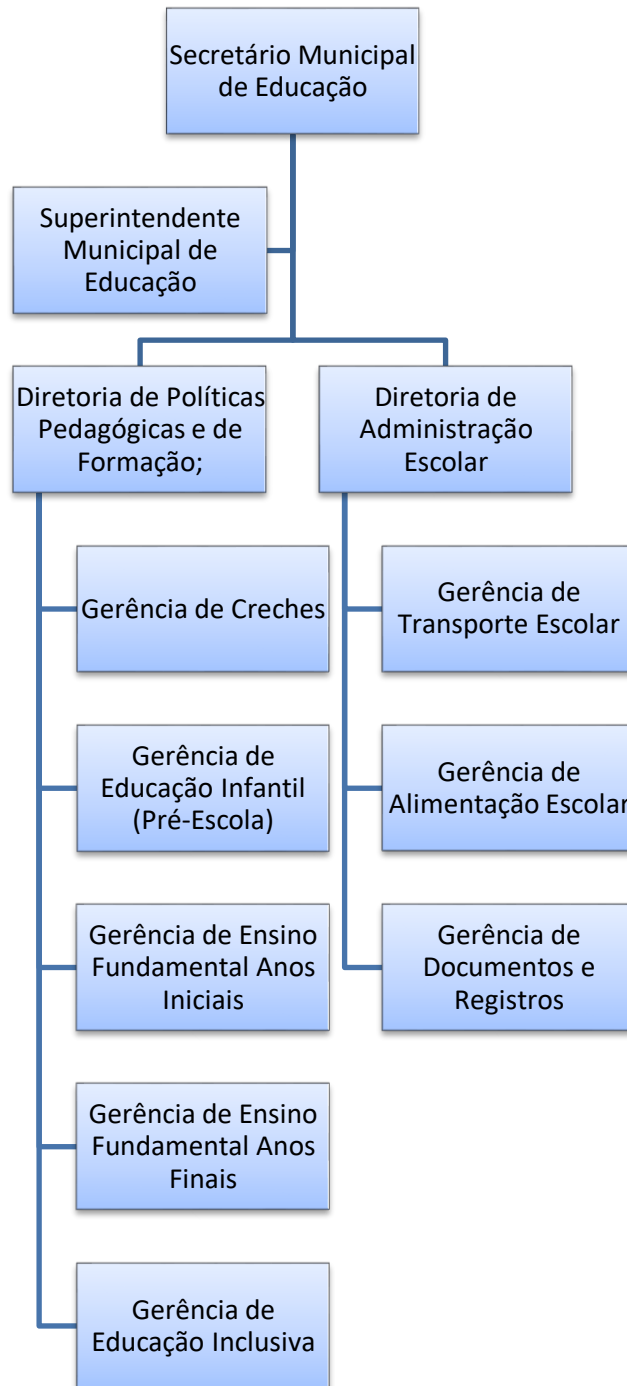 Secretário Municipal
de Educação
Superintendente
Municipal de
Educação
Diretoria de Políticas
Pedagógicas e de
Formação;
Diretoria de
Administração
Escolar
Gerência de Creches
Gerência de
Educação Infantil
(Pré-Escola)
Gerência de Ensino
Fundamental Anos
Iniciais
Gerência de Ensino
Fundamental Anos
Finais
Gerência de
Educação Inclusiva
Gerência de
Transporte Escolar
Gerência de
Alimentação Escolar
Gerência de
Documentos e
Registros